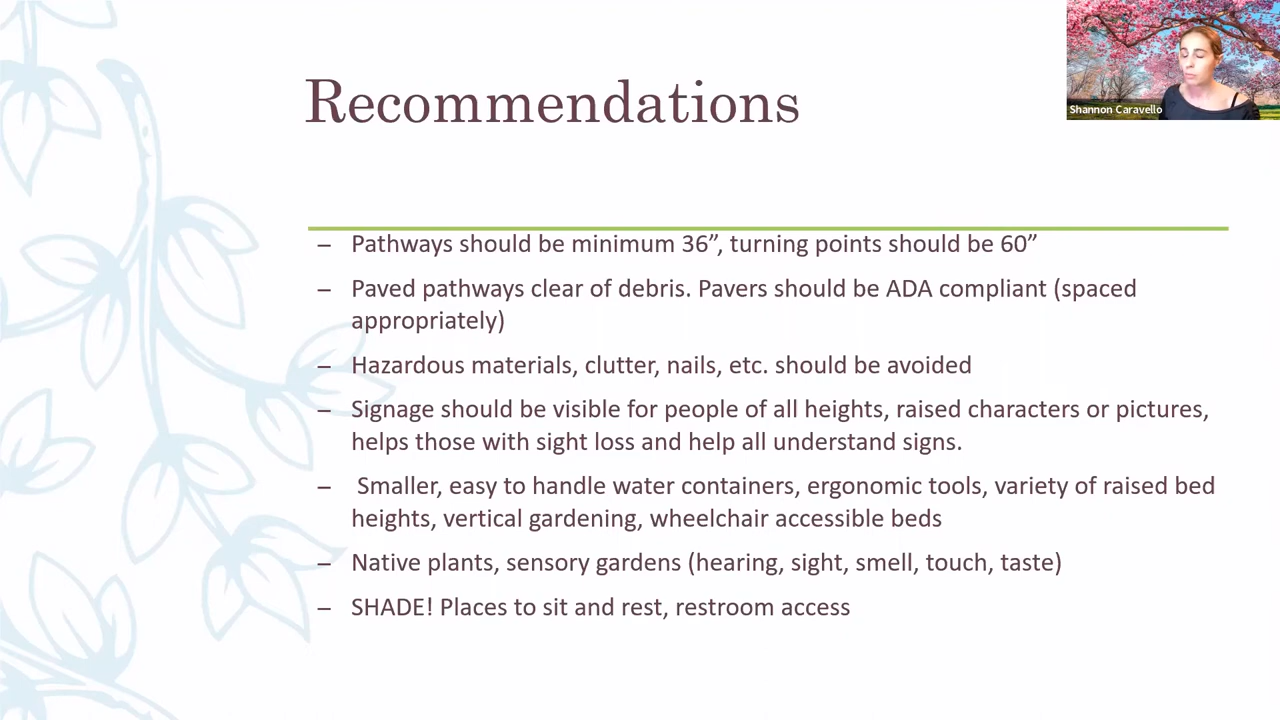 Recommendations
Shannon Caravello
– Pathways should be minimum 36”, turning points should be 60”
– Paved pathways clear of debris. Pavers should be ADA compliant (spaced
appropriately)
– Hazardous materials, clutter, nails, etc. should be avoided
– Signage should be visible for people of all heights, raised characters or pictures,
helps those with sight loss and help all understand signs.
– Smaller, easy to handle water containers, ergonomic tools, variety of raised bed
heights, vertical gardening, wheelchair accessible beds
– Native plants, sensory gardens (hearing, sight, smell, touch, taste)
– SHADE! Places to sit and rest, restroom access